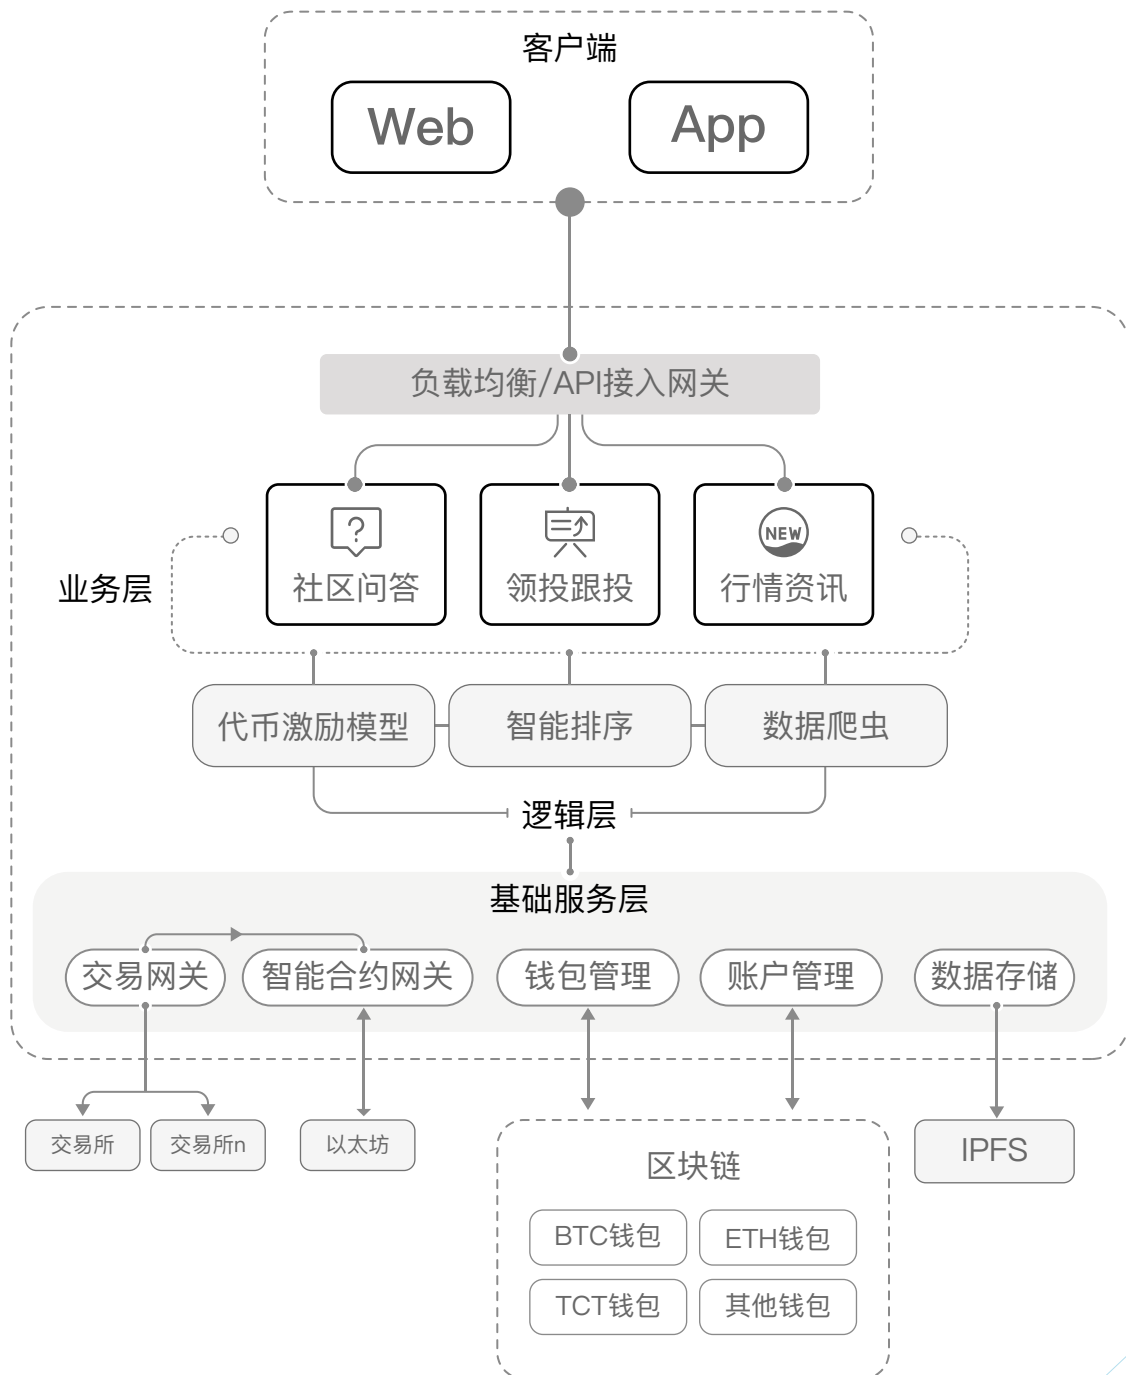 客户端
Web
App
负载均衡/API接入网关
?
NEW
社区问答
领投跟投
行情资讯
业务层
代币激励模型
智能排序
数据爬虫
逻辑层
基础服务层
交易网关
智能合约网关
钱包管理
账户管理
数据存储
交易所
交易所n
以太坊
区块链
IPFS
BTC钱包
ETH钱包
TCT钱包
其他钱包